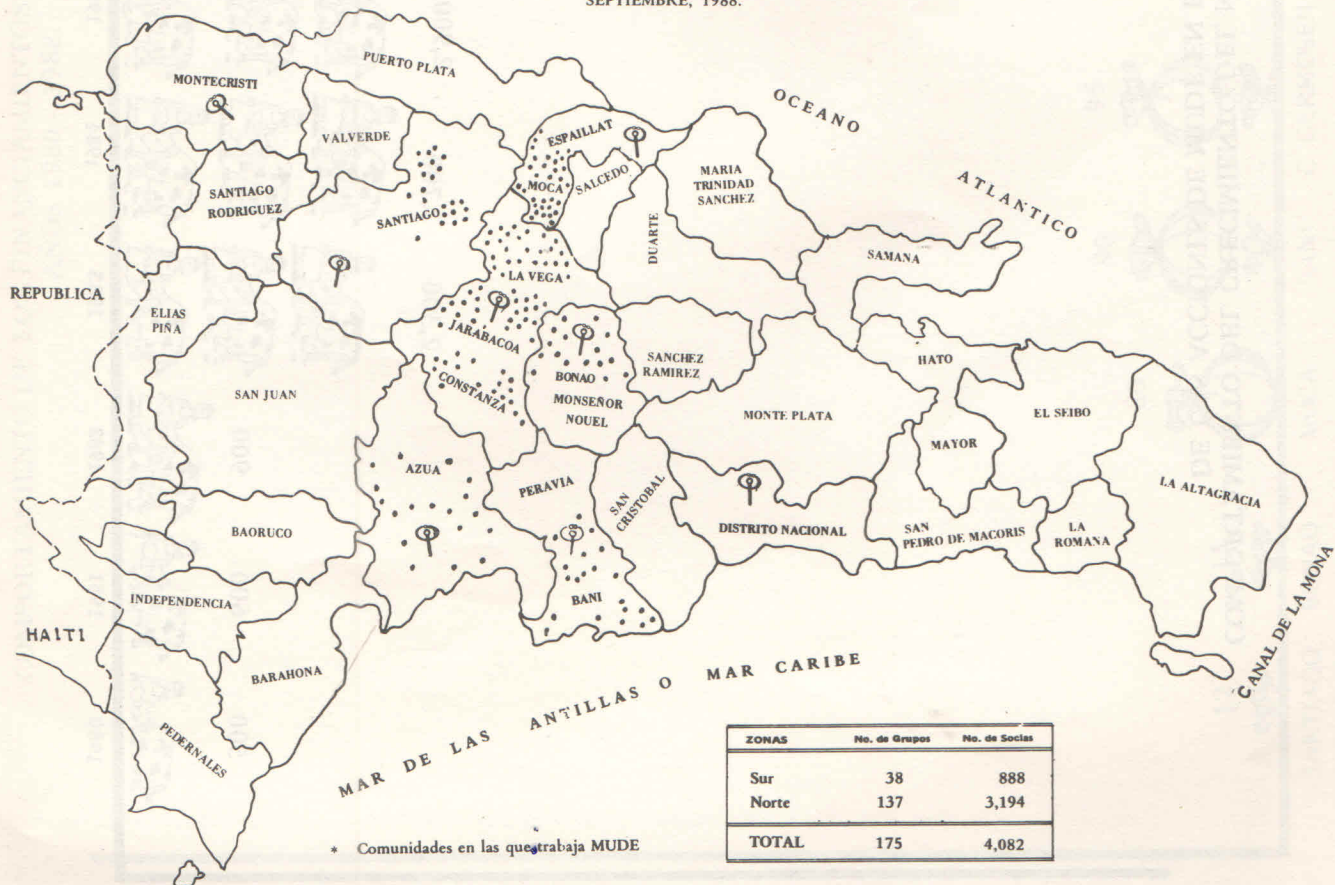 SEPTIEMBRE, 1988.
PUERTO PLATA
MONTECRISTI
OCEANO
ATLANTICO
VALVERDE
ESPAILLAT
MOCA
SALCEDO
MARIA
TRINIDAD
SANCHEZ
SANTIAGO
RODRIGUEZ
SANTIAGO
DUARTE
SAMANA
LA VEGA
REPUBLICA
ELIAS
PIÑA
JARABACOA
BONAO
SANCHEZ
RAMIREZ
HATO
CONSTANZA
SAN JUAN
MONSEÑOR
NOUEL
MONTE PLATA
EL SEIBO
MAYOR
AZUA
PERAVIA
SAN
CRISTOBAL
LA ALTAGRACIA
BAORUCO
DISTRITO NACIONAL
SAN
PEDRO DE MACORIS
LA
ROMANA
INDEPENDENCIA
BANI
HAITI
BARAHONA
CANAL DE LA MONA
PEDERNALES
MAR DE LAS ANTILLAS O MAR CARIBE
ZONAS No. de Grupos No. de Socias
Sur 38 888
Norte 137 3,194
TOTAL 175 4,082
* Comunidades en las que trabaja MUDE